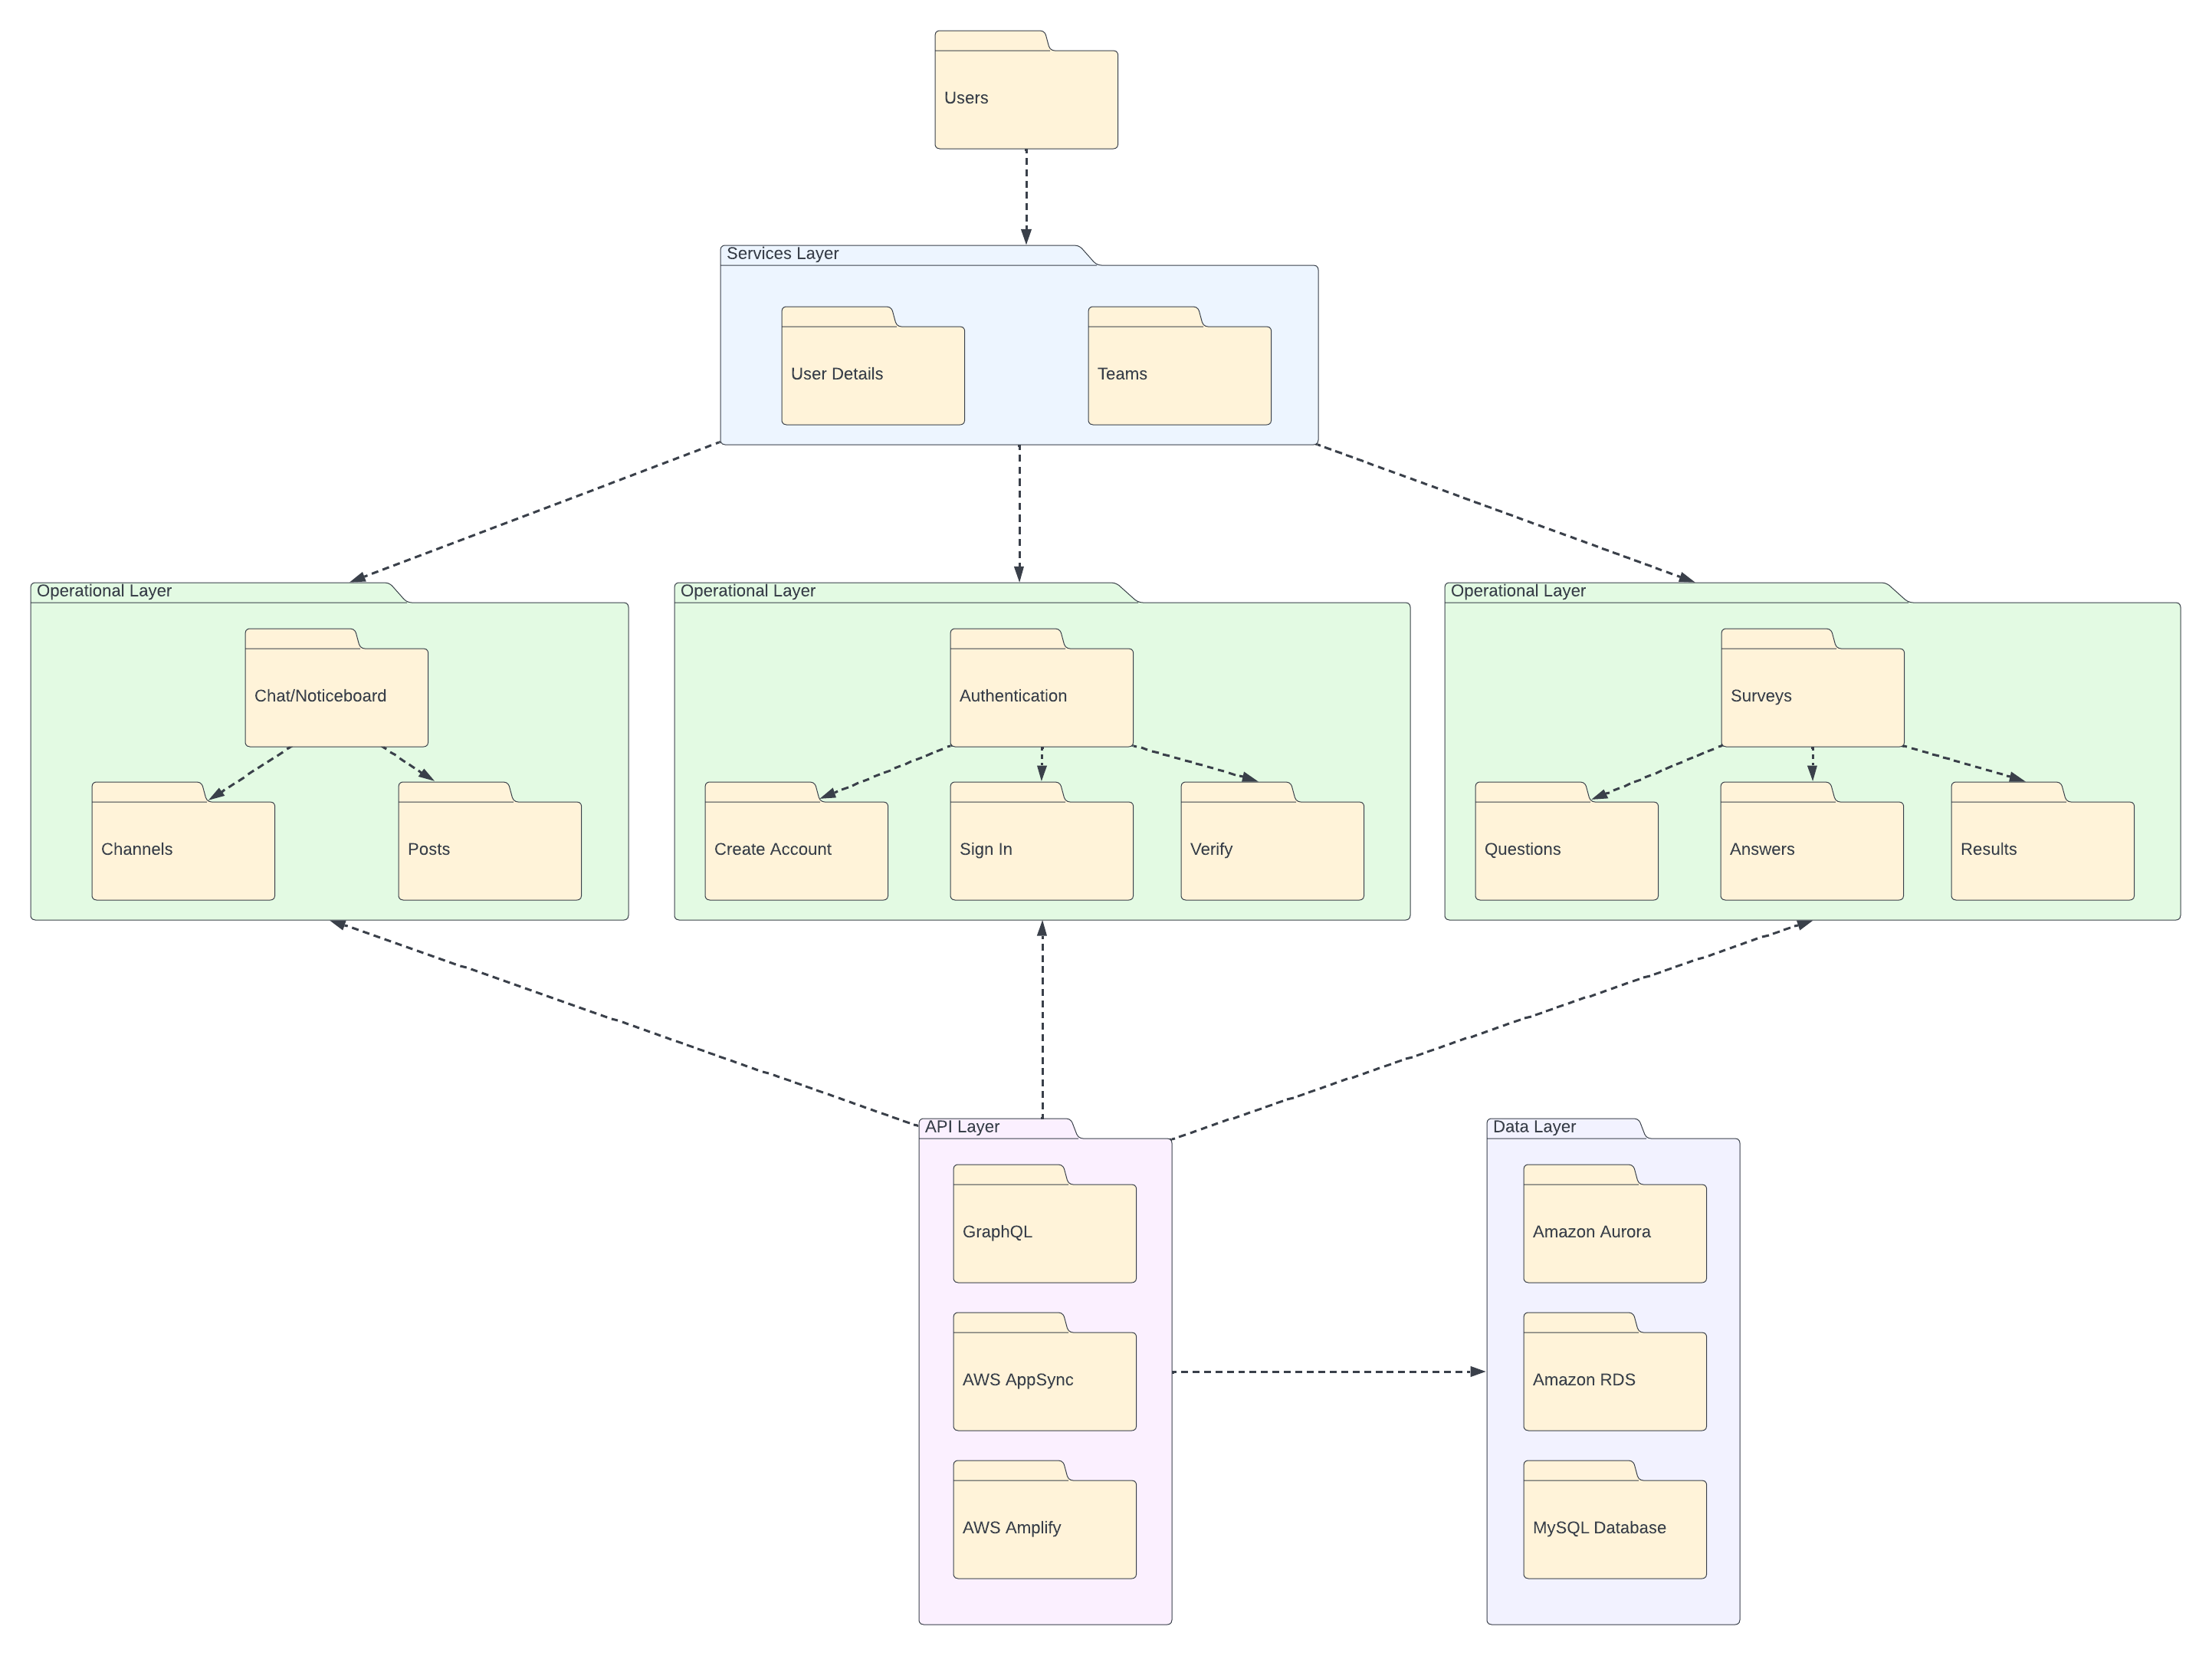 Users
Services Layer
User Details
Teams
Operational Layer
Chat/Noticeboard
Channels
Posts
Operational Layer
Authentication
Create Account
Sign In
Verify
Operational Layer
Surveys
Questions
Answers
Results
API Layer
GraphQL
AWS AppSync
AWS Amplify
Data Layer
Amazon Aurora
Amazon RDS
MySQL Database